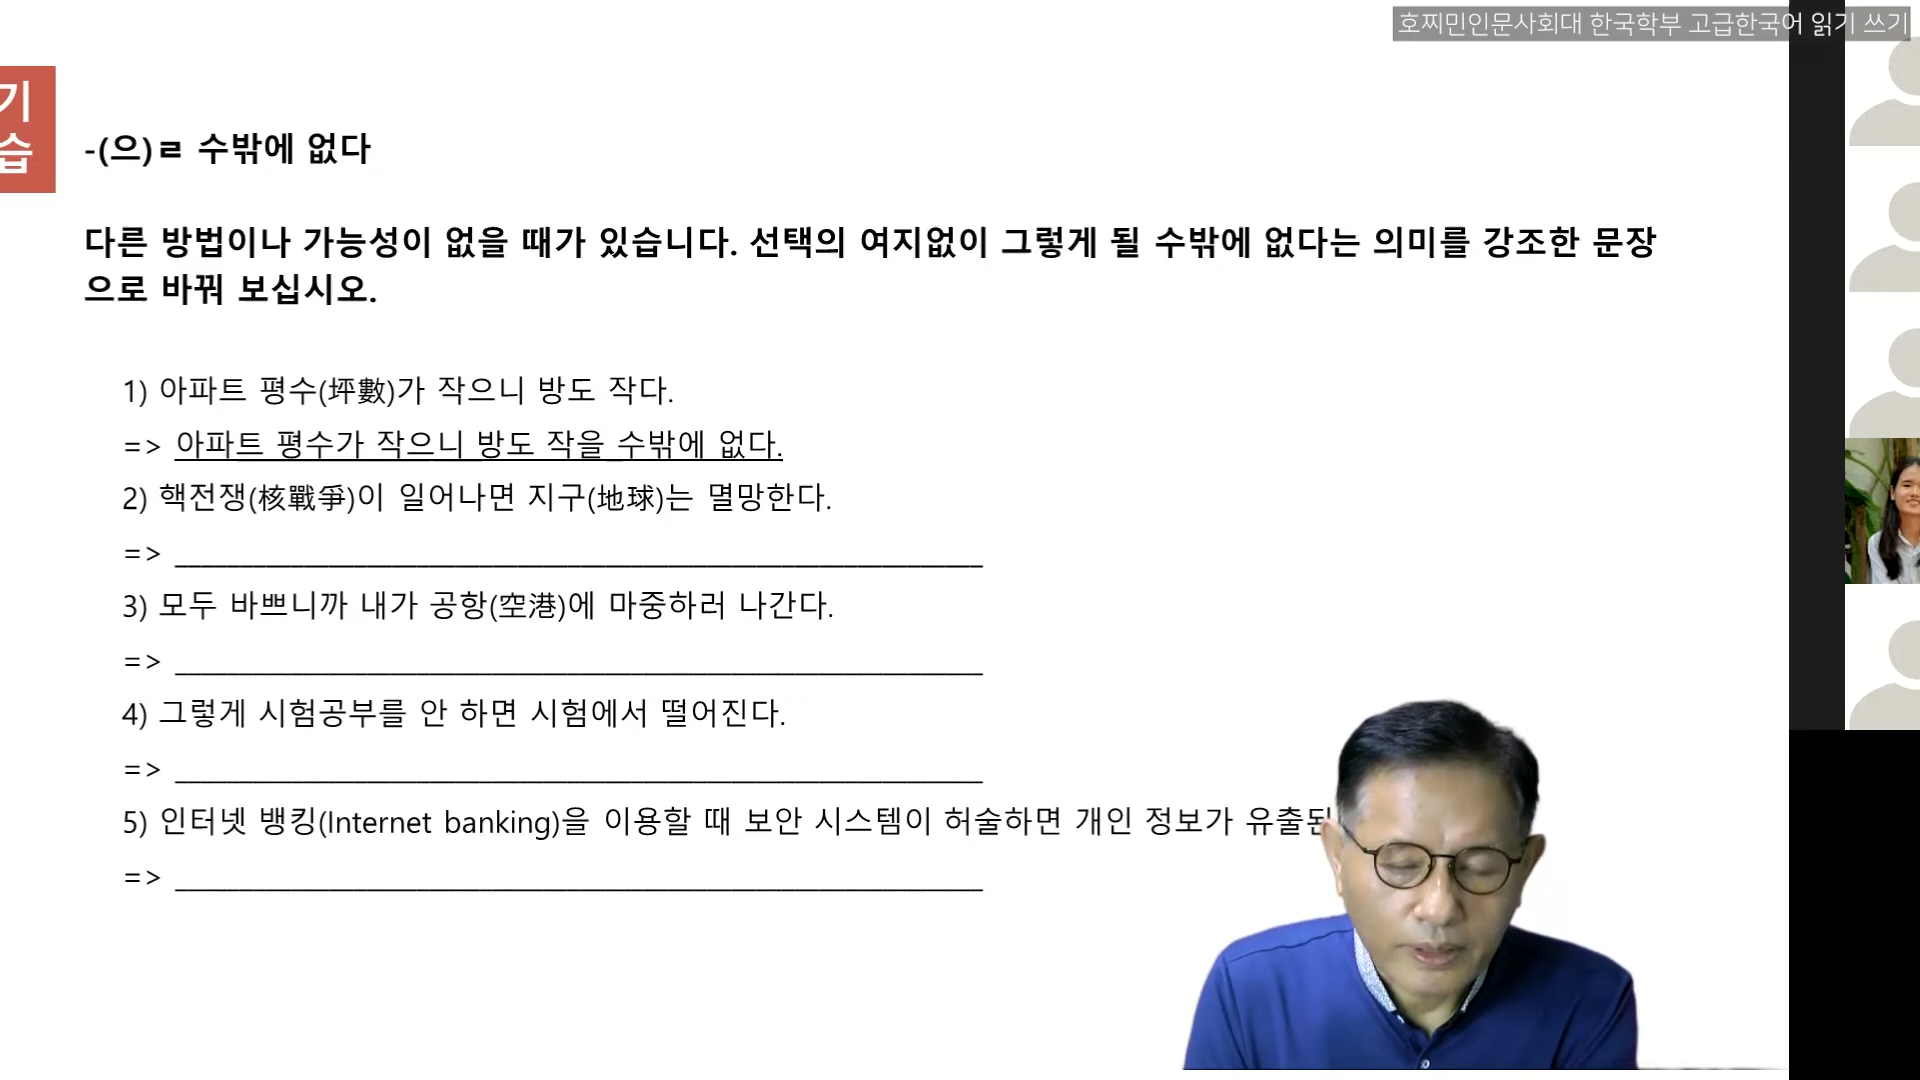 호찌민인문사회대 한국학부 고급한국어 읽기 쓰기
기
습
-(으)ㄹ 수밖에 없다
다른 방법이나 가능성이 없을 때가 있습니다. 선택의 여지없이 그렇게 될 수밖에 없다는 의미를 강조한 문장
으로 바꿔 보십시오.
1) 아파트 평수(坪數)가 작으니 방도 작다.
=> 아파트 평수가 작으니 방도 작을 수밖에 없다.
2) 핵전쟁(核戰爭)이 일어나면 지구(地球)는 멸망한다.
=> ____________________
3) 모두 바쁘니까 내가 공항(空港)에 마중하러 나간다.
=> ____________________
4) 그렇게 시험공부를 안 하면 시험에서 떨어진다.
=> ____________________
5) 인터넷 뱅킹(Internet banking)을 이용할 때 보안 시스템이 허술하면 개인 정보가 유출된
=> ____________________